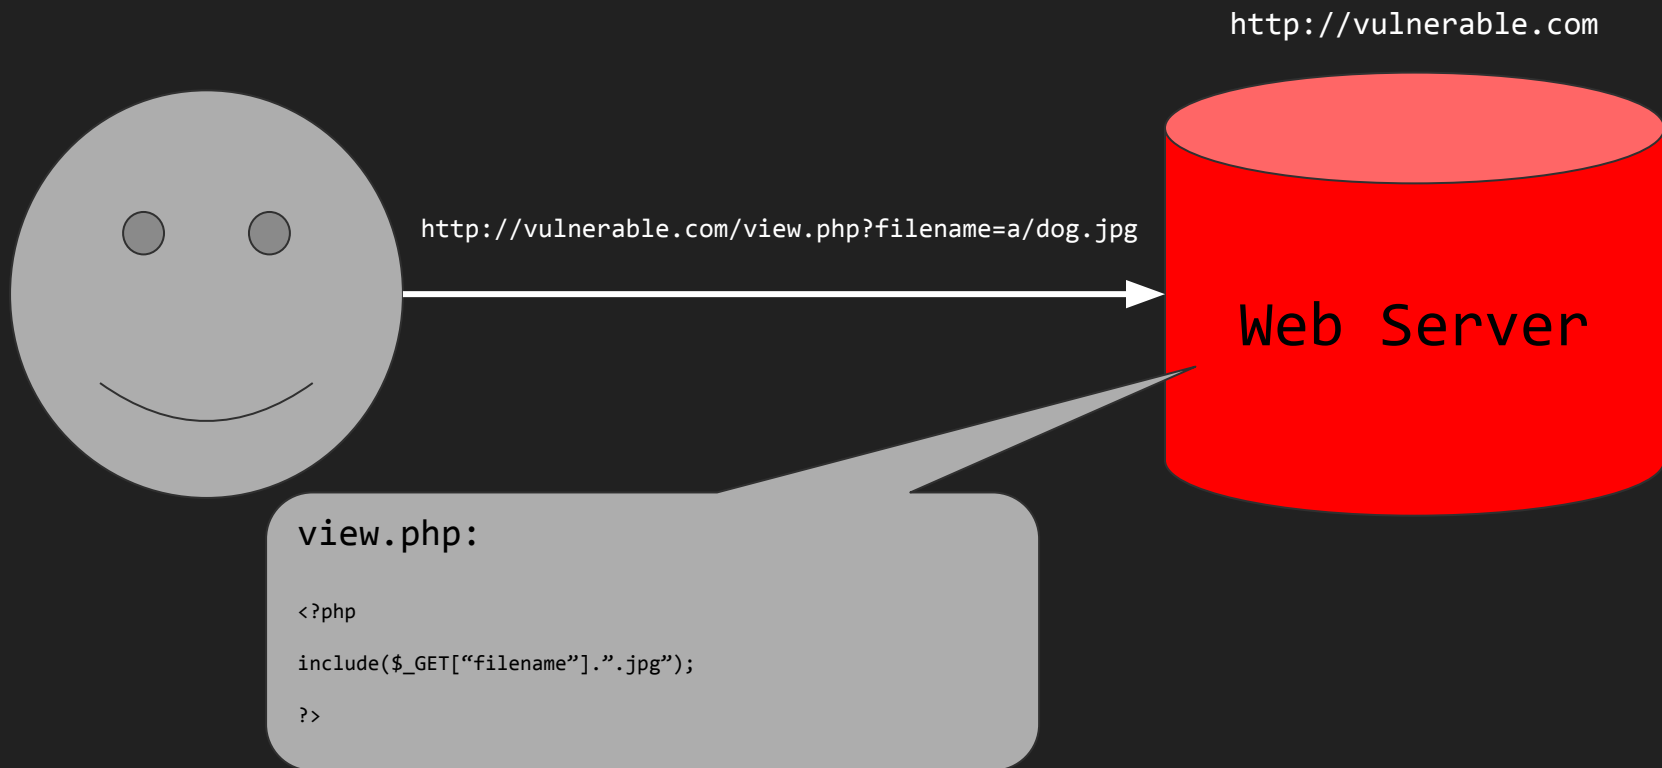 http://vulnerable.com
http://vulnerable.com/view.php?filename=a/dog.jpg
Web Server
view.php:
<?php
include($_GET[“filename”].”.jpg”);
?>